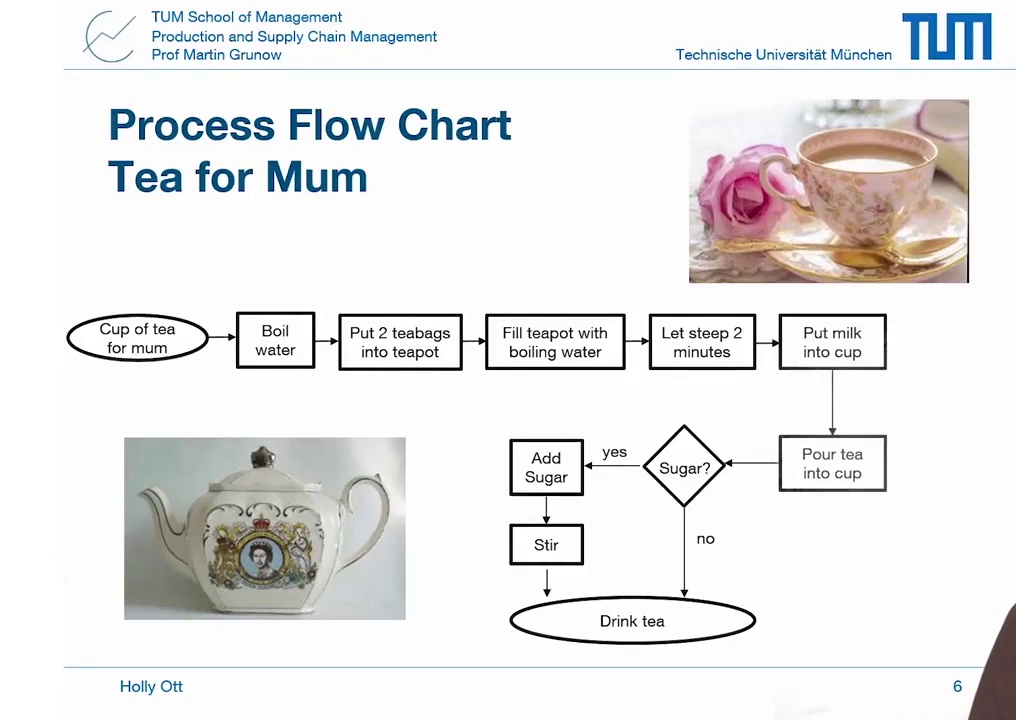 TUM School of Management
Production and Supply Chain Management
Prof Martin Grunow
Technische Universität München
TUM
Process Flow Chart
Tea for Mum
Cup of tea
for mum
Boil
water
Put 2 teabags
into teapot
Fill teapot with
boiling water
Let steep 2
minutes
Put milk
into cup
Pour tea
into cup
Sugar?
yes
Add
Sugar
no
Stir
Drink tea
Holly Ott
6